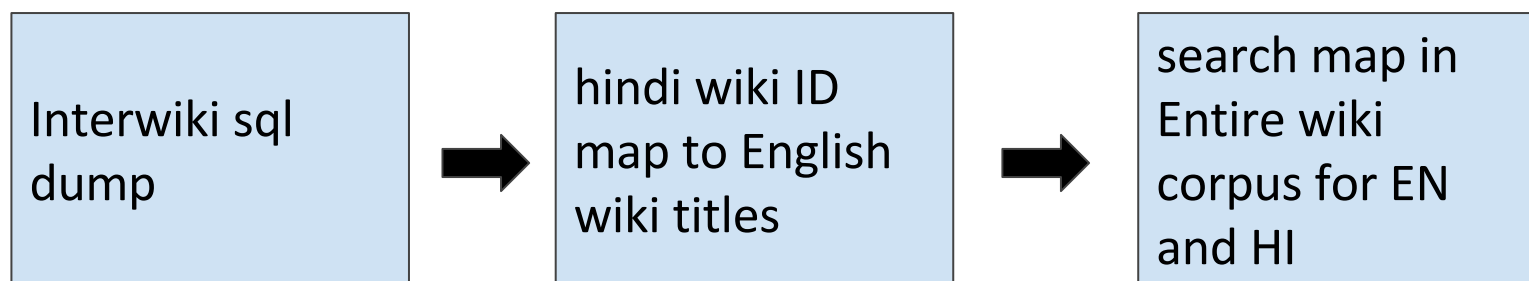 Interwiki sql
dump
hindi wiki ID
map to English
wiki titles
search map in
Entire wiki
corpus for EN
and HI